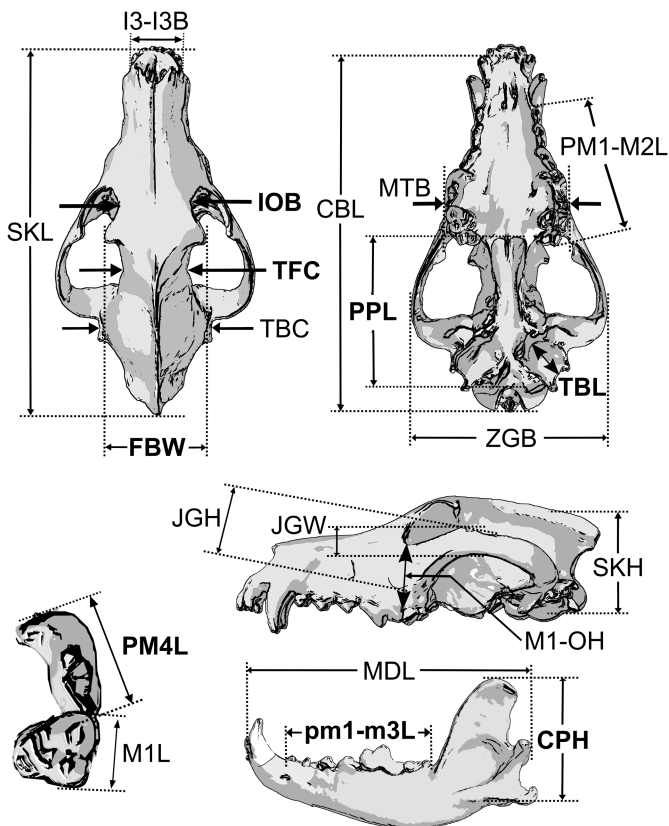 I3-I3B
SKL
IOB
TFC
TBC
FBW
PM1-M2L
MTB
CBL
PPL
TBL
ZGB
JGH
JGW
SKH
M1-OH
PM4L
M1L
MDL
pm1-m3L
CPH